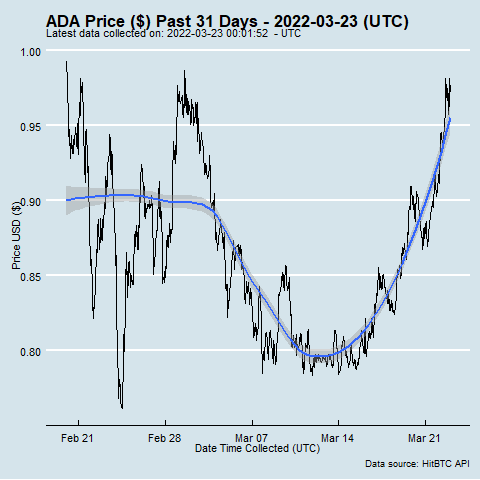 ADA Price ($) Past 31 Days - 2022-03-23 (UTC)
Latest data collected on: 2022-03-23 00:01:52 - UTC
1.00
0.95
0.90
0.85
0.80
Price USD ($)
Feb 21 Feb 28 Mar 07 Mar 14 Mar 21
Date Time Collected (UTC)
Data source: HitBTC API